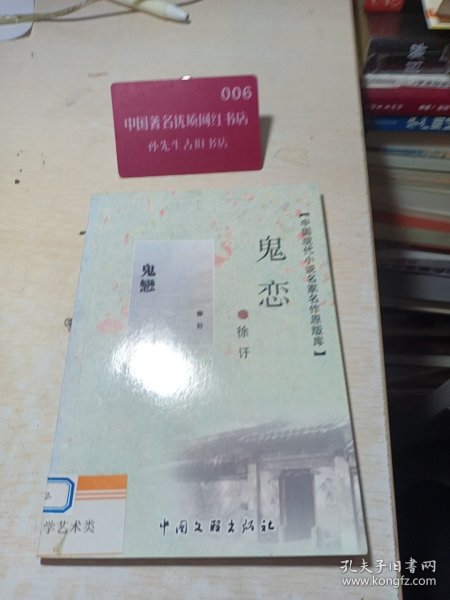 006
中国著名优质网红书店
孙先生古旧书店
【中国现代小说名家名作原版库】
鬼恋
徐訏
鬼戀
徐訏
学艺术类
中国文联出版社
孔夫子旧书网
www.kongfz.com